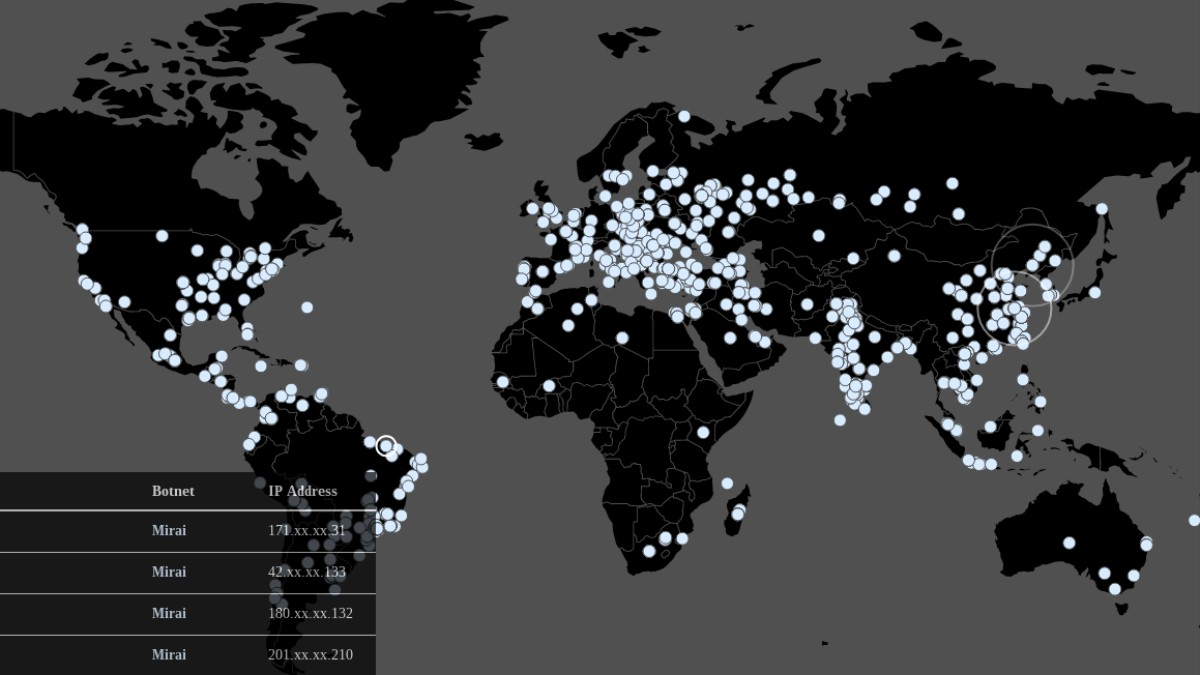 Botnet IP Address
Mirai 171.xx.xx.31
Mirai 42.xx.xx.133
Mirai 180.xx.xx.132
Mirai 201.xx.xx.210